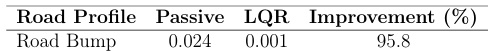 Road Profile Passive LQR Improvement (%)
Road Bump 0.024 0.001 95.8